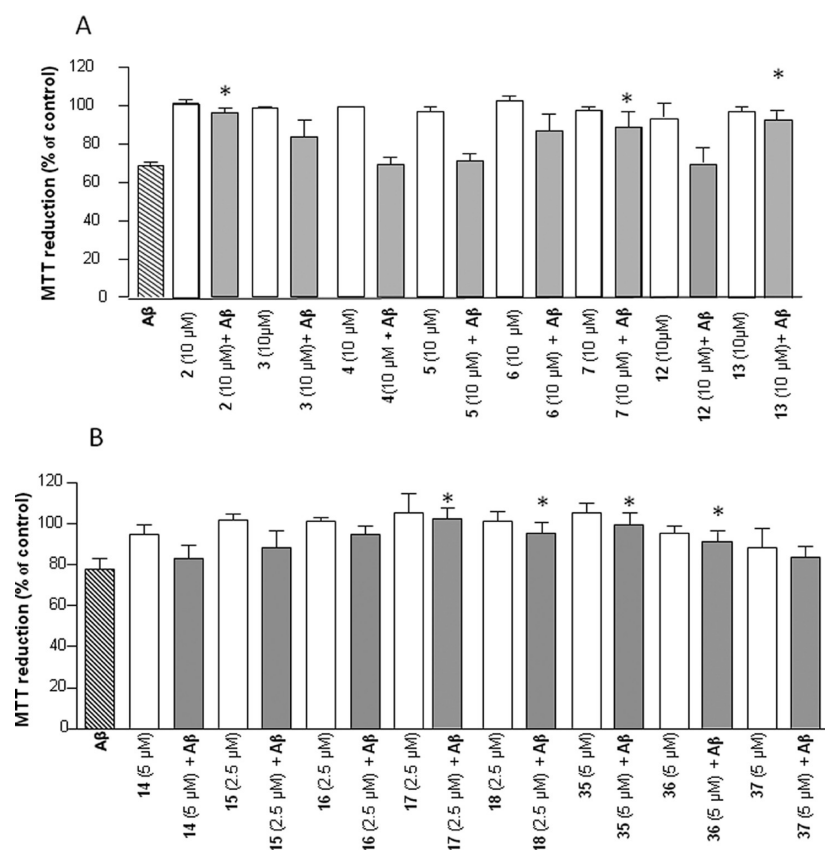 A
MTT reduction (% of control)
120
100
80
60
40
20
0
*
*
*
Aβ
2 (10 µM)
2 (10 µM)+ Aβ
3 (10µM)
3 (10 µM) + Aβ
4 (10 µM)
4(10 µM + Aβ
5 (10 µM)
5 (10 µM) + Aβ
6 (10 µM)
6 (10 µM) + Aβ
7 (10 µM)
7 (10 µM) + Aβ
12 (10µM)
12 (10 µM) + Aβ
13 (10µM)
13 (10 µM) + Aβ
B
MTT reduction (% of control)
120
100
80
60
40
20
0
*
*
*
*
Aβ
14 (5 µM)
14 (5 µM) + Aβ
15 (2.5 µM)
15 (2.5 µM) + Aβ
16 (2.5 µM)
16 (2.5 µM) + Aβ
17 (2.5 µM)
17 (2.5 µM) + Aβ
18 (2.5 µM)
18 (2.5 µM) + Aβ
35 (5 µM)
35 (5 µM) + Aβ
36 (5 µM)
36 (5 µM) + Aβ
37 (5 µM)
37 (5 µM) + Aβ